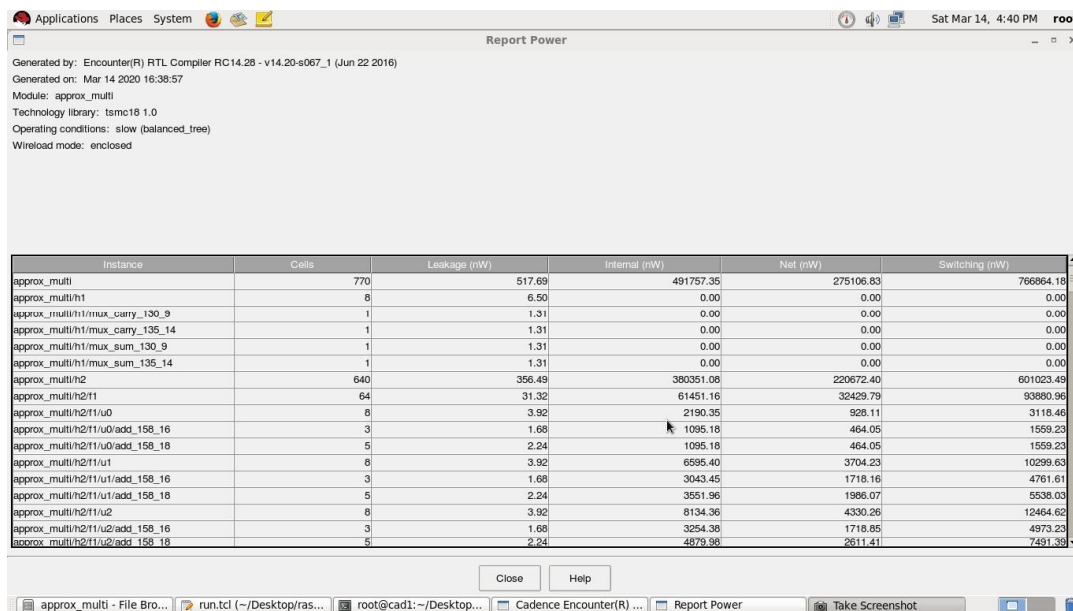 Applications Places System Sat Mar 14, 4:40 PM roo
Report Power
Generated by: Encounter(R) RTL Compiler RC14.28 - v14.20-s067_1 (Jun 22 2016)
Generated on: Mar 14 2020 16:38:57
Module: approx_multi
Technology library: tsmc18 1.0
Operating conditions: slow (balanced_tree)
Wireload mode: enclosed
Instance Cells Leakage (nW) Internal (nW) Net (nW) Switching (nW)
approx_multi 770 517.69 491757.35 275106.83 766864.18
approx_multi/h1 8 6.50 0.00 0.00 0.00
approx_multi/h1/mux_carry_130_9 1 1.31 0.00 0.00 0.00
approx_multi/h1/mux_carry_135_14 1 1.31 0.00 0.00 0.00
approx_multi/h1/mux_sum_130_9 1 1.31 0.00 0.00 0.00
approx_multi/h1/mux_sum_135_14 1 1.31 0.00 0.00 0.00
approx_multi/h2 640 356.49 380351.08 220672.40 601023.49
approx_multi/h2/f1 64 31.32 61451.16 32429.79 93880.96
approx_multi/h2/f1/u0 8 3.92 2190.35 928.11 3118.46
approx_multi/h2/f1/u0/add_158_16 3 1.68 1095.18 464.05 1559.23
approx_multi/h2/f1/u0/add_158_18 5 2.24 1095.18 464.05 1559.23
approx_multi/h2/f1/u1 8 3.92 6595.40 3704.23 10299.63
approx_multi/h2/f1/u1/add_158_16 3 1.68 3043.45 1718.16 4761.61
approx_multi/h2/f1/u1/add_158_18 5 2.24 3551.96 1986.07 5538.03
approx_multi/h2/f1/u2 8 3.92 8134.36 4330.26 12464.62
approx_multi/h2/f1/u2/add_158_16 3 1.68 3254.38 1718.85 4973.23
approx_multi/h2/f1/u2/add_158_18 5 2.24 4879.98 2611.41 7491.39
Close Help
approx_multi - File Bro... run.tcl (~/Desktop/ras... root@cad1:~/Desktop... Cadence Encounter(R) ... Report Power Take Screenshot